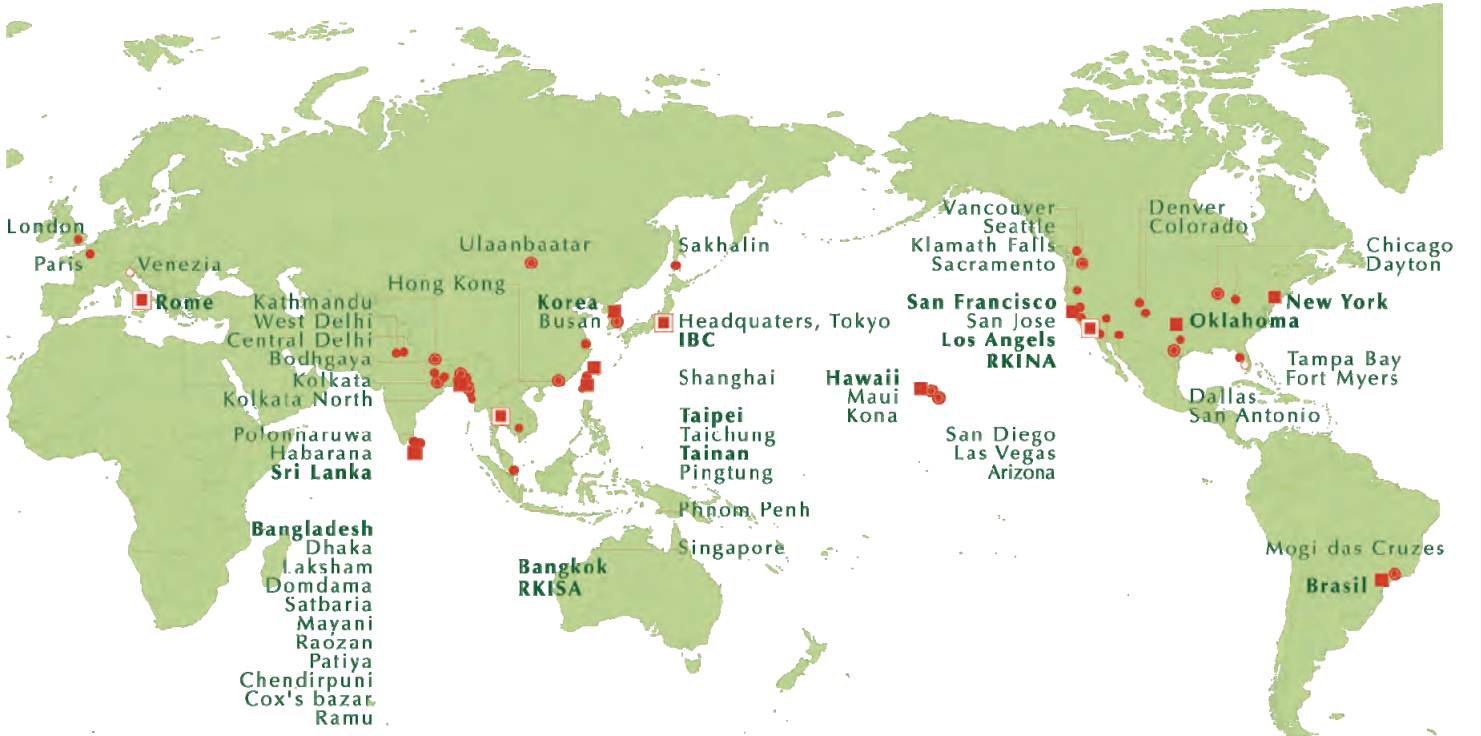 London
Paris
Venezia
Rome
Ulaanbaatar
Hong Kong
Kathmandu
West Delhi
Central Delhi
Bodhgaya
Kolkata
Kolkata North
Polonnaruwa
Habarana
Sri Lanka
Bangladesh
Dhaka
Laksham
Domdama
Satbaria
Mayani
Raozan
Patiya
Chendirpuni
Cox's bazar
Ramu
Korea
Busan
Bangkok
RKISA
Sakhalin
Headquaters, Tokyo
IBC
Shanghai
Taipei
Taichung
Tainan
Pingtung
Phnom Penh
Singapore
Hawaii
Maui
Kona
Vancouver
Seattle
Klamath Falls
Sacramento
San Francisco
San Jose
Los Angels
RKINA
San Diego
Las Vegas
Arizona
Denver
Colorado
Chicago
Dayton
New York
Oklahoma
Tampa Bay
Fort Myers
Dallas
San Antonio
Mogi das Cruzes
Brasil